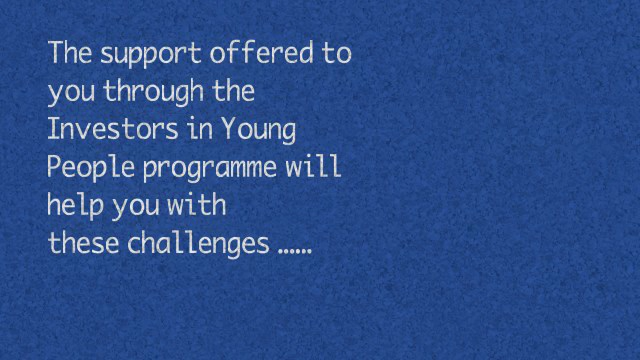 The support offered to
you through the
Investors in Young
People programme will
help you with
these challenges ......